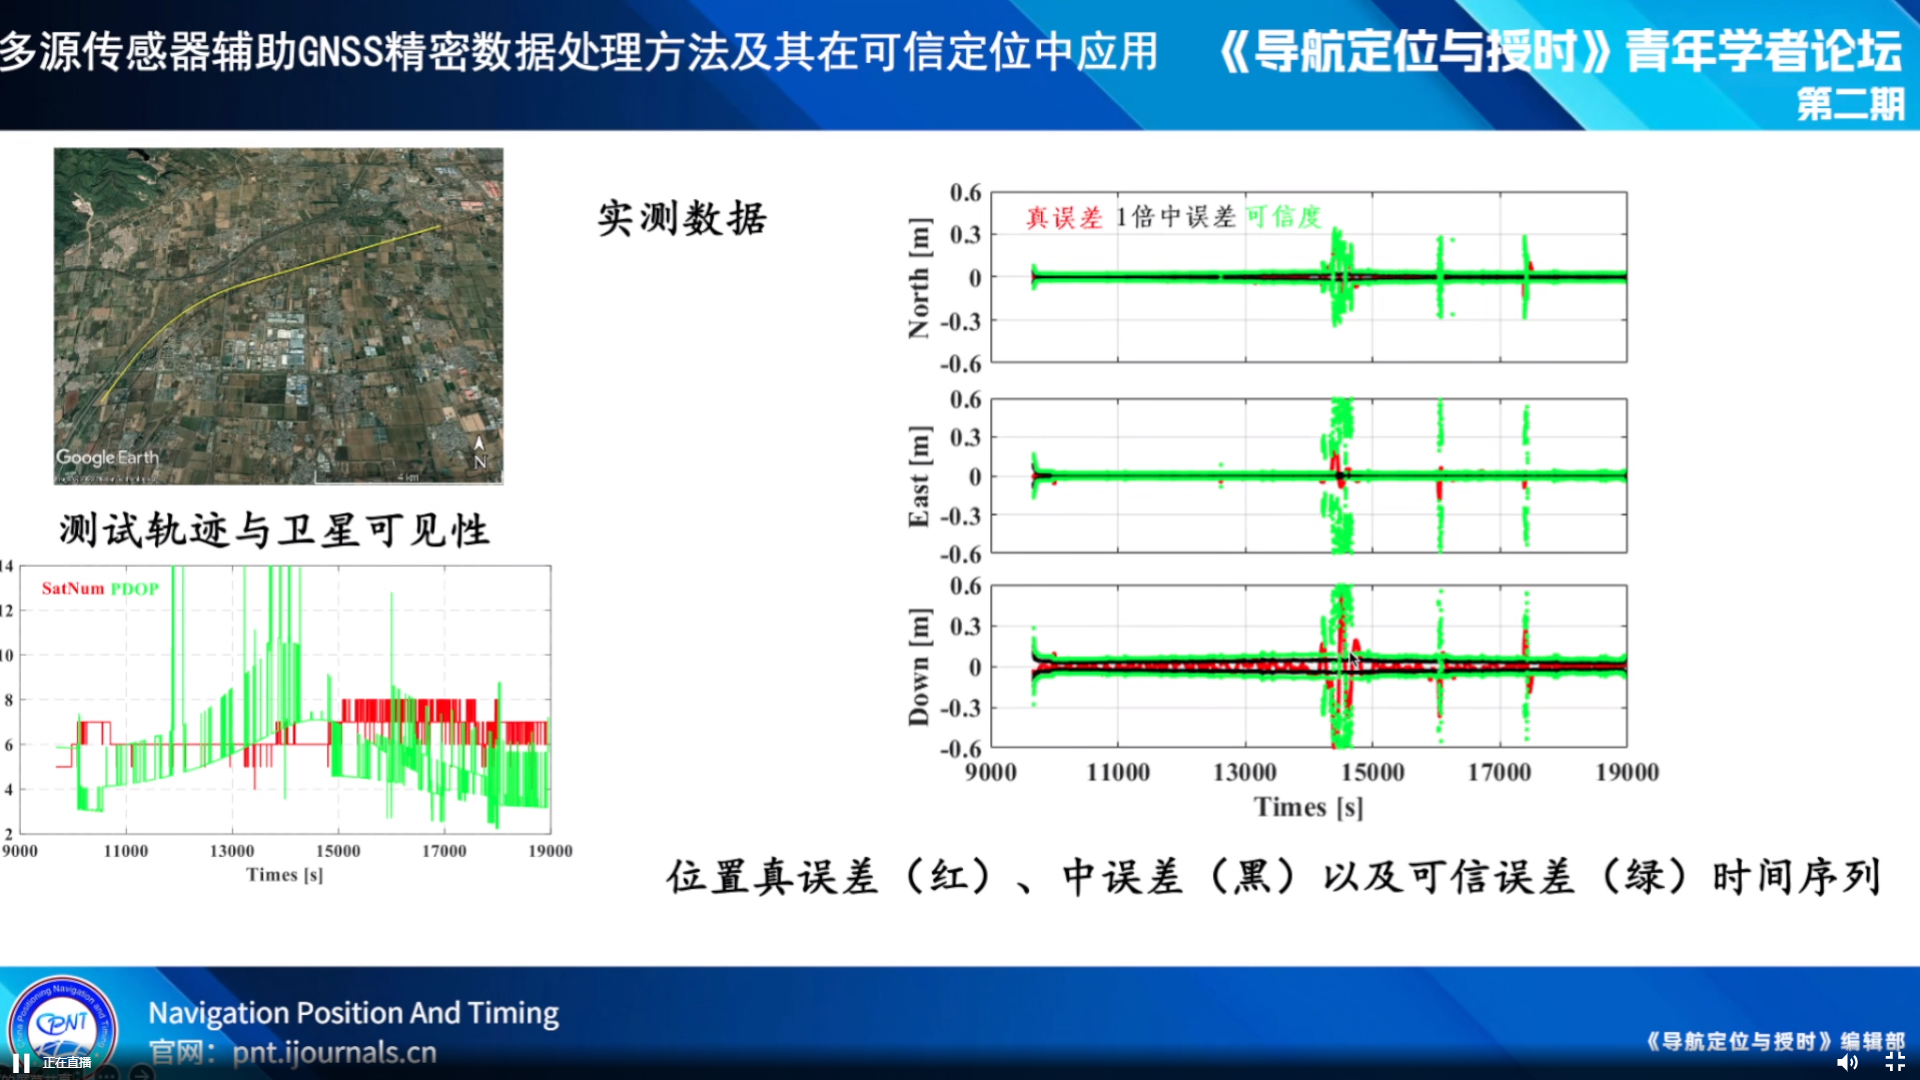 多源传感器辅助GNSS精密数据处理方法及其在可信定位中应用
《导航定位与授时》青年学者论坛
第二期
Google Earth
N
4 km
测试轨迹与卫星可见性
SatNum PDOP
14
12
10
8
6
4
2
9000 11000 13000 15000 17000 19000
Times [s]
实测数据
真误差 1倍中误差 可信度
North [m]
0.6
0.3
0
-0.3
-0.6
East [m]
0.6
0.3
0
-0.3
-0.6
Down [m]
0.6
0.3
0
-0.3
-0.6
9000 11000 13000 15000 17000 19000
Times [s]
位置真误差（红）、中误差（黑）以及可信误差（绿）时间序列
China Positioning Navigation and Timing
PNT
Navigation Position And Timing
官网：pnt.ijournals.cn
正在直播
《导航定位与授时》编辑部